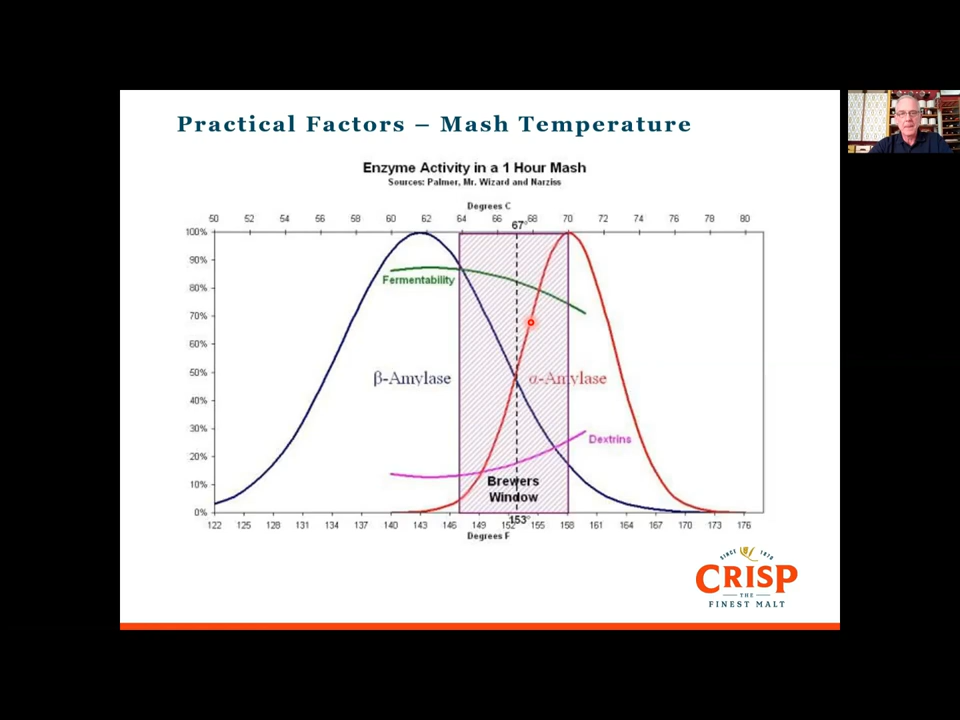 Practical Factors – Mash Temperature
Enzyme Activity in a 1 Hour Mash
Sources: Palmer, Mr. Wizard and Narziss
Degrees C
50 52 54 56 58 60 62 64 66 68 70 72 74 76 78 80
67°
100%
90%
Fermentability
80%
70%
60%
50%
β-Amylase α-Amylase
40%
30%
Dextrins
20%
10%
Brewers
Window
0%
153°
122 125 128 131 134 137 140 143 146 149 152 155 158 161 164 167 170 173 176
Degrees F
SINCE 1870
CRISP
THE
FINEST MALT